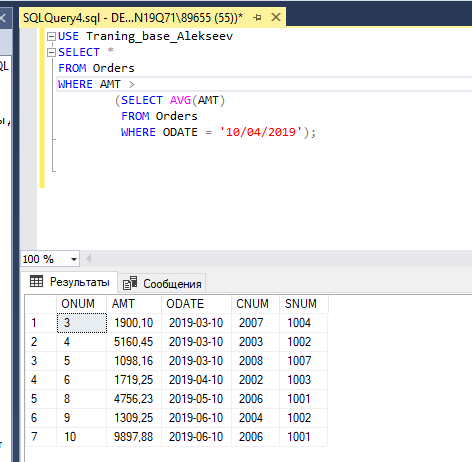 SQLQuery4.sql - DE...N19Q71\89655 (55))*
USE Traning_base_Alekseev
SELECT *
FROM Orders
WHERE AMT >
(SELECT AVG(AMT)
FROM Orders
WHERE ODATE = '10/04/2019');
100 %
Результаты Сообщения
ONUM AMT ODATE CNUM SNUM
1 3 1900,10 2019-03-10 2007 1004
2 4 5160,45 2019-03-10 2003 1002
3 5 1098,16 2019-03-10 2008 1007
4 6 1719,25 2019-04-10 2002 1003
5 8 4756,23 2019-05-10 2006 1001
6 9 1309,25 2019-06-10 2004 1002
7 10 9897,88 2019-06-10 2006 1001